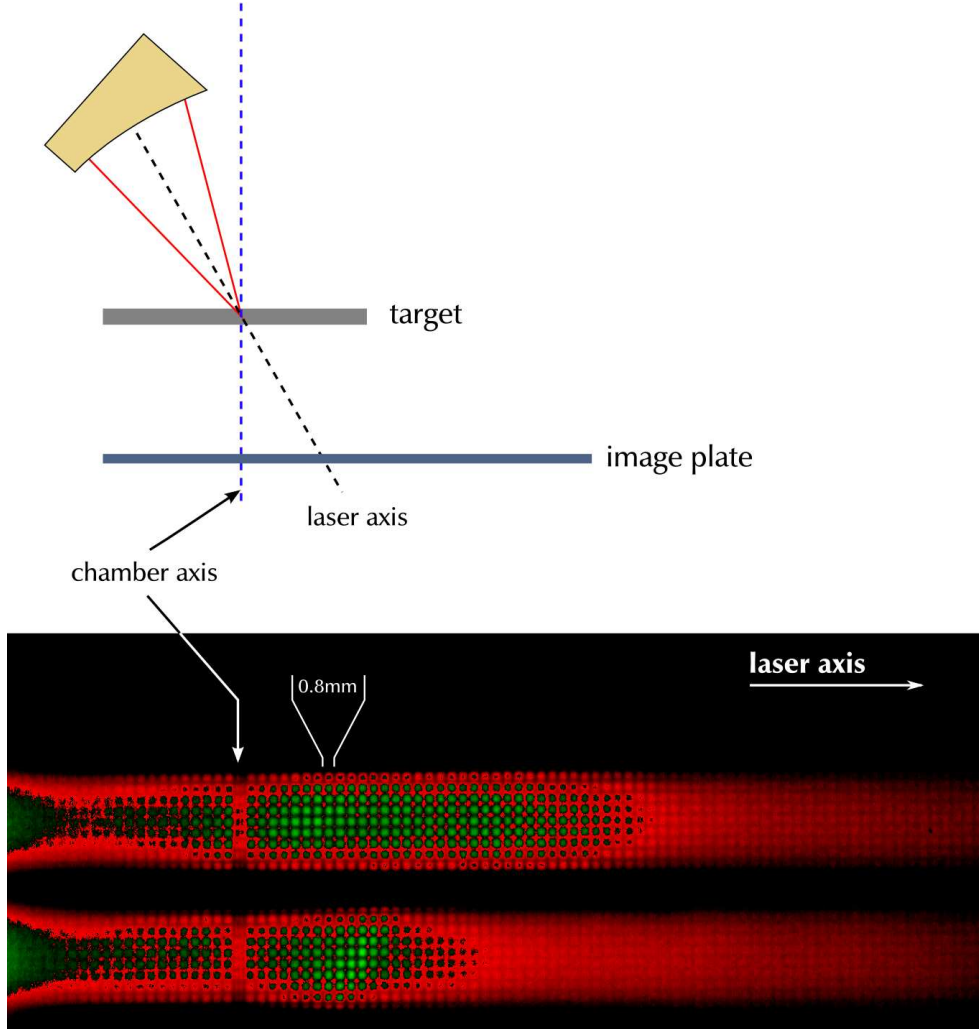 target
image plate
laser axis
chamber axis
laser axis
0.8mm